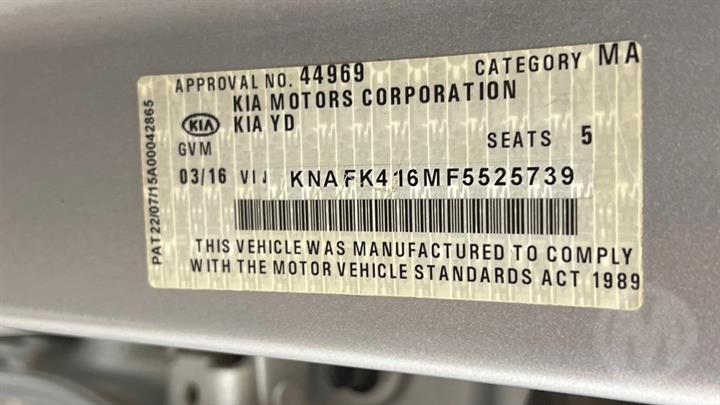 APPROVAL NO. 44969 CATEGORY MA
KIA MOTORS CORPORATION
KIA KIA YD
GVM SEATS 5
03/16 VIN KNAFK416MF5525739
THIS VEHICLE WAS MANUFACTURED TO COMPLY
WITH THE MOTOR VEHICLE STANDARDS ACT 1989
PAT 22/07/15A00042865
M